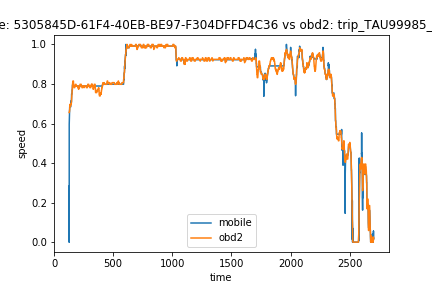 e: 5305845D-61F4-40EB-BE97-F304DFFD4C36 vs obd2: trip_TAU99985_
1.0
0.8
0.6
0.4
0.2
0.0
speed
mobile
obd2
0 500 1000 1500 2000 2500
time